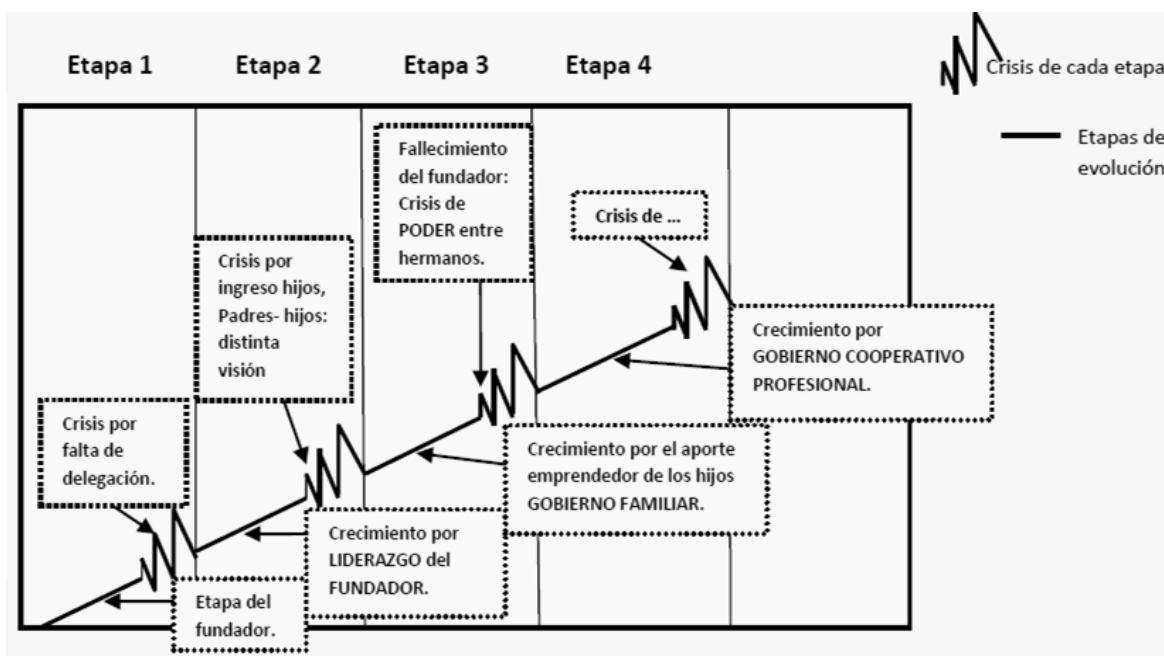 Etapa 1
Etapa 2
Etapa 3
Etapa 4
Crisis de cada etapa
Etapas de
evolución
Fallecimiento
del fundador:
Crisis de
PODER entre
hermanos.
Crisis de ...
Crisis por
ingreso hijos,
Padres- hijos:
distinta
visión
Crecimiento por
GOBIERNO COOPERATIVO
PROFESIONAL.
Crisis por
falta de
delegación.
Crecimiento por el aporte
emprendedor de los hijos
GOBIERNO FAMILIAR.
Crecimiento por
LIDERAZGO del
FUNDADOR.
Etapa del
fundador.